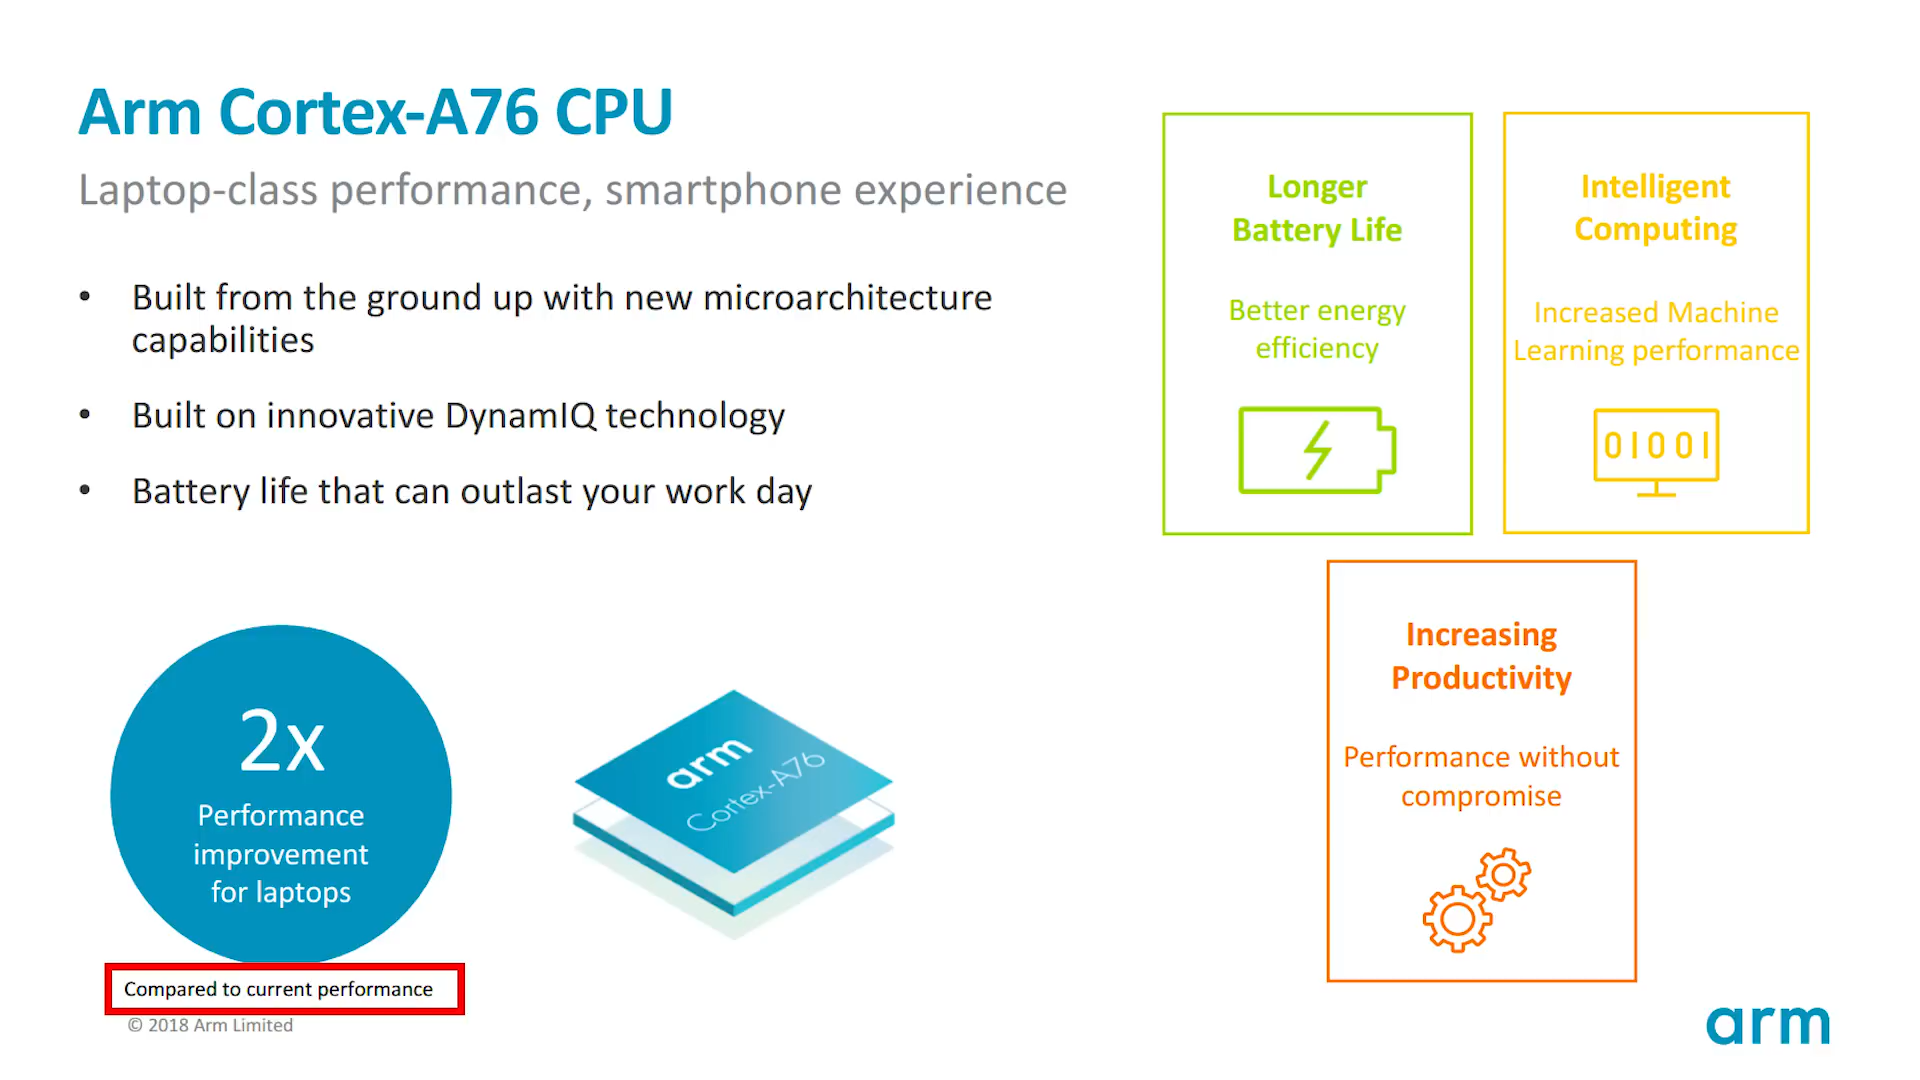 Arm Cortex-A76 CPU
Laptop-class performance, smartphone experience
• Built from the ground up with new microarchitecture
capabilities
• Built on innovative DynamIQ technology
• Battery life that can outlast your work day
2x
Performance
improvement
for laptops
Compared to current performance
© 2018 Arm Limited
arm
Cortex-A76
Longer
Battery Life
Better energy
efficiency
Intelligent
Computing
Increased Machine
Learning performance
01001
Increasing
Productivity
Performance without
compromise
arm